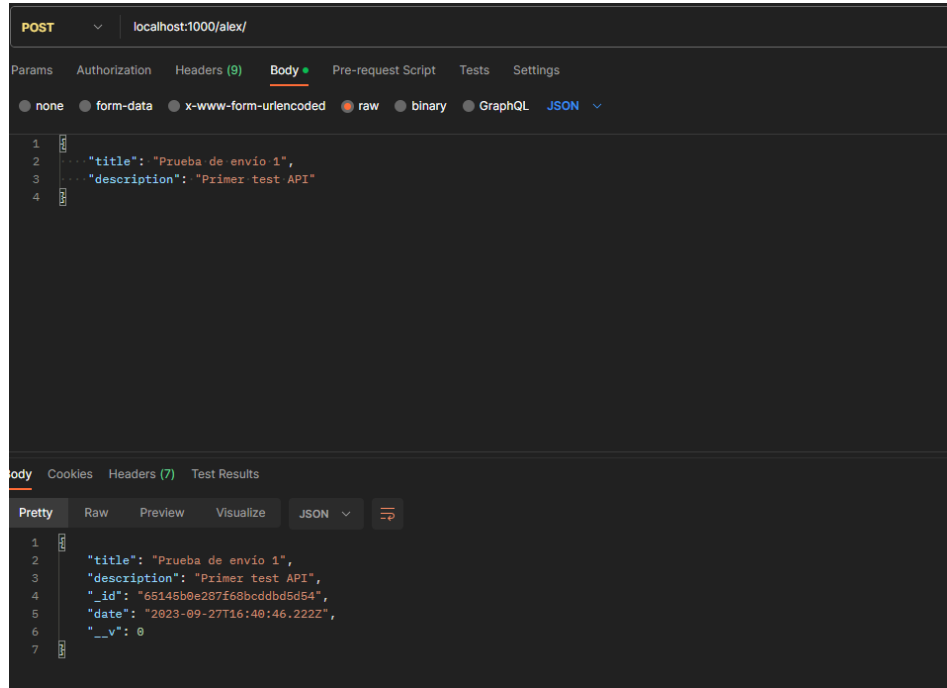 POST localhost:1000/alex/
Params Authorization Headers (9) Body Pre-request Script Tests Settings
none form-data x-www-form-urlencoded raw binary GraphQL JSON
1 {
2 "title": "Prueba de envío 1",
3 "description": "Primer test API"
4 }
Body Cookies Headers (7) Test Results
Pretty Raw Preview Visualize JSON
1 {
2 "title": "Prueba de envío 1",
3 "description": "Primer test API",
4 "_id": "65145b0e287f68bcddbd5d54",
5 "date": "2023-09-27T16:40:46.222Z",
6 "__v": 0
7 }